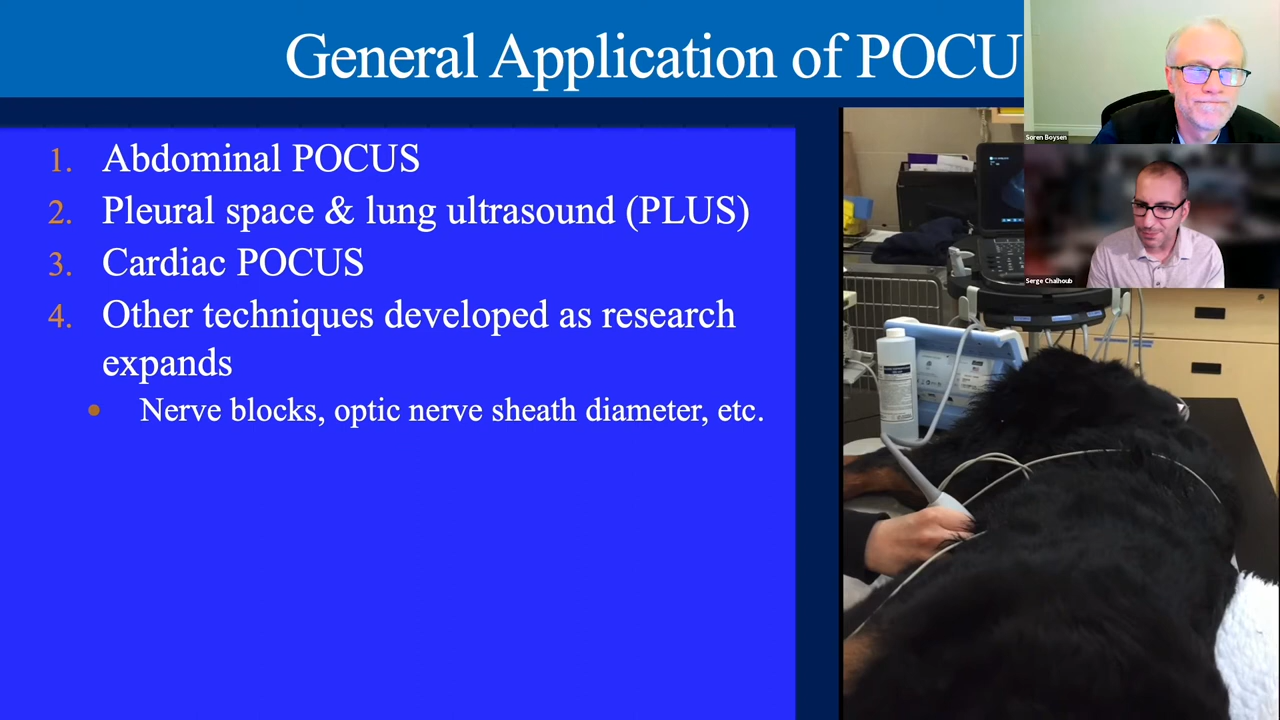 General Application of POCU
1. Abdominal POCUS
2. Pleural space & lung ultrasound (PLUS)
3. Cardiac POCUS
4. Other techniques developed as research
expands
• Nerve blocks, optic nerve sheath diameter, etc.
Soren Boysen
Serge Chalhoub